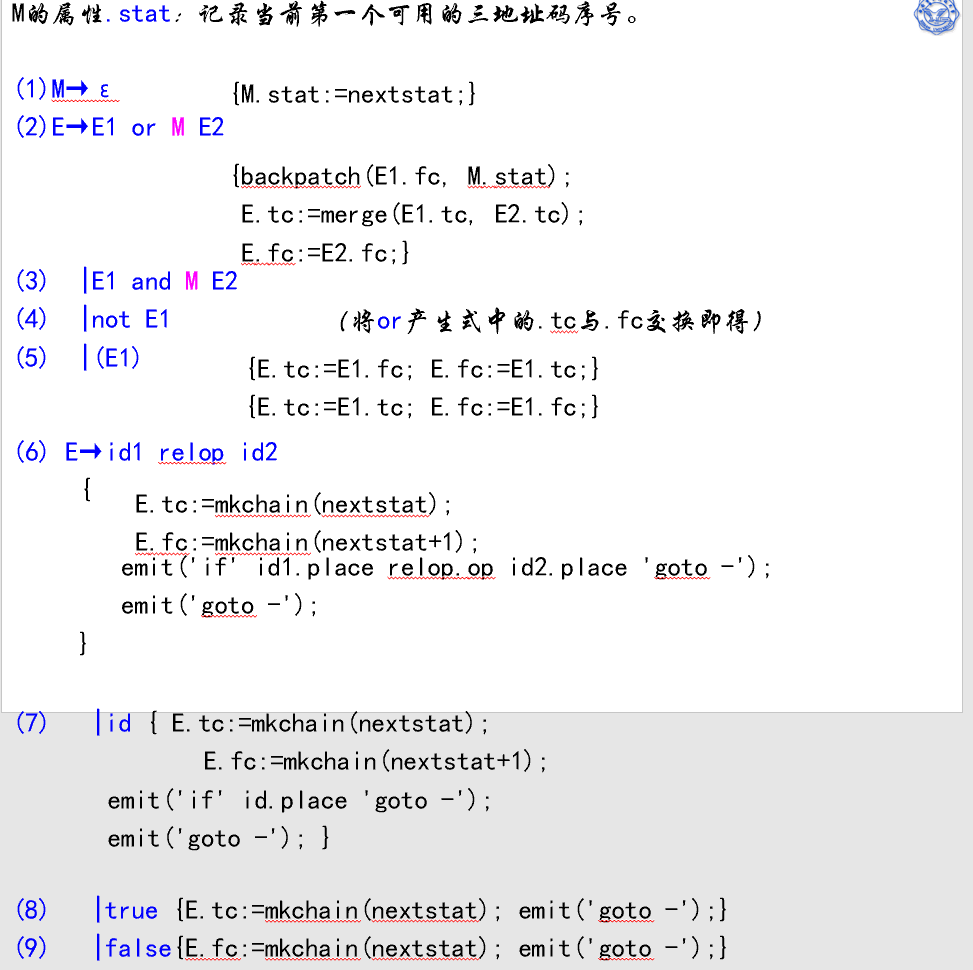 M的属性.stat：记录当前第一个可用的三地址码序号。
(1)M→ ε {M.stat:=nextstat;}
(2)E→E1 or M E2
{backpatch(E1.fc, M.stat);
E.tc:=merge(E1.tc, E2.tc);
E.fc:=E2.fc;}
(3) |E1 and M E2
(4) |not E1 (将or产生式中的.tc与.fc交换即得)
(5) |(E1)
{E.tc:=E1.fc; E.fc:=E1.tc;}
{E.tc:=E1.tc; E.fc:=E1.fc;}
(6) E→id1 relop id2
{
E.tc:=mkchain(nextstat);
E.fc:=mkchain(nextstat+1);
emit('if' id1.place relop.op id2.place 'goto -');
emit('goto -');
}
(7) |id { E.tc:=mkchain(nextstat);
E.fc:=mkchain(nextstat+1);
emit('if' id.place 'goto -');
emit('goto -'); }
(8) |true {E.tc:=mkchain(nextstat); emit('goto -');}
(9) |false{E.fc:=mkchain(nextstat); emit('goto -');}